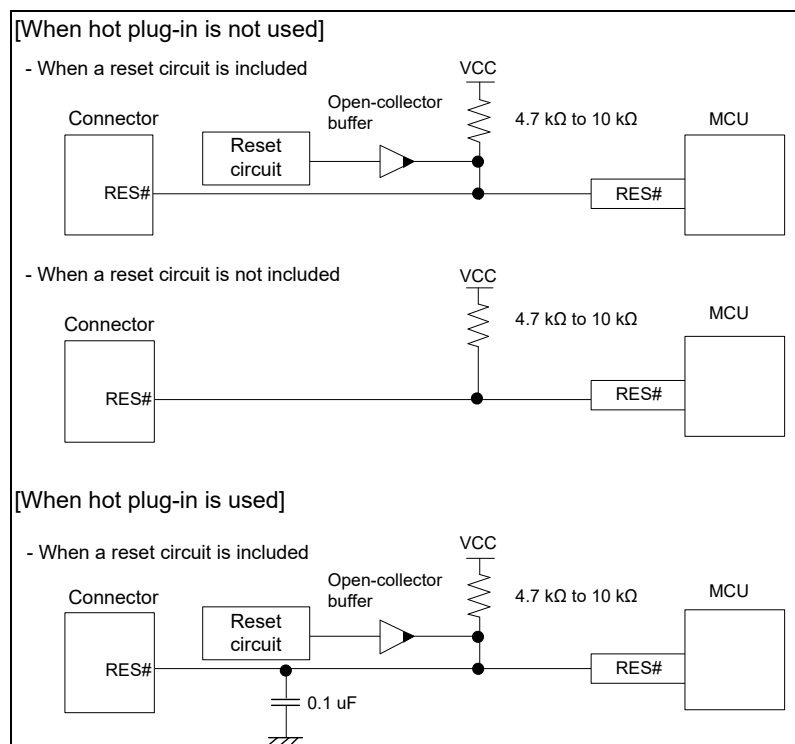 [When hot plug-in is not used]
- When a reset circuit is included
VCC
Connector
Open-collector
buffer
4.7 kΩ to 10 kΩ
MCU
Reset
circuit
RES#
RES#
- When a reset circuit is not included
VCC
Connector
4.7 kΩ to 10 kΩ
MCU
RES#
RES#
[When hot plug-in is used]
- When a reset circuit is included
VCC
Connector
Open-collector
buffer
4.7 kΩ to 10 kΩ
MCU
Reset
circuit
RES#
RES#
0.1 uF